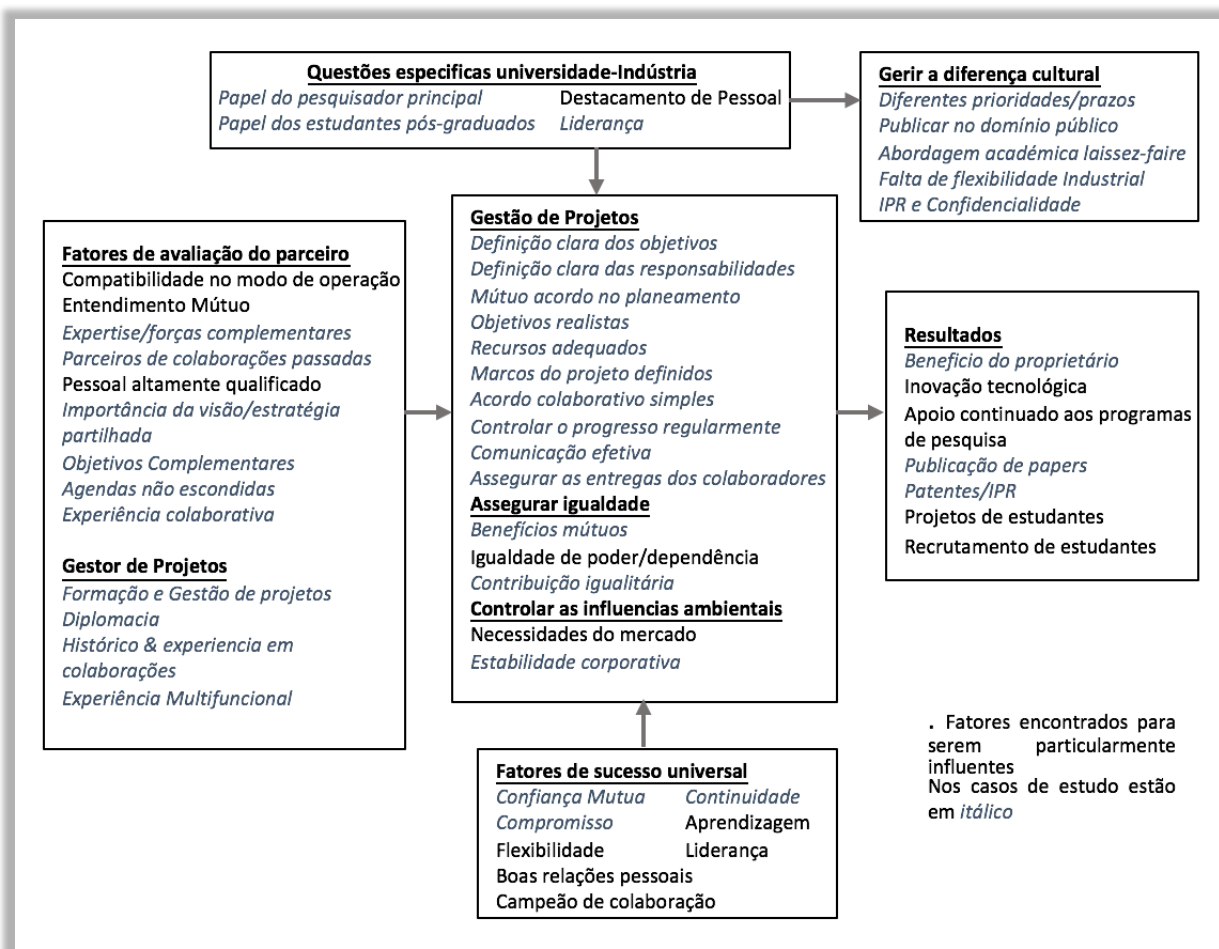 Questões especificas universidade-Indústria
Papel do pesquisador principal Destacamento de Pessoal
Papel dos estudantes pós-graduados Liderança
Gerir a diferença cultural
Diferentes prioridades/prazos
Publicar no domínio público
Abordagem académica laissez-faire
Falta de flexibilidade Industrial
IPR e Confidencialidade
Fatores de avaliação do parceiro
Compatibilidade no modo de operação
Entendimento Mútuo
Expertise/forças complementares
Parceiros de colaborações passadas
Pessoal altamente qualificado
Importância da visão/estratégia
partilhada
Objetivos Complementares
Agendas não escondidas
Experiência colaborativa
Gestor de Projetos
Formação e Gestão de projetos
Diplomacia
Histórico & experiencia em
colaborações
Experiência Multifuncional
Gestão de Projetos
Definição clara dos objetivos
Definição clara das responsabilidades
Mútuo acordo no planeamento
Objetivos realistas
Recursos adequados
Marcos do projeto definidos
Acordo colaborativo simples
Controlar o progresso regularmente
Comunicação efetiva
Assegurar as entregas dos colaboradores
Assegurar igualdade
Benefícios mútuos
Igualdade de poder/dependência
Contribuição igualitária
Controlar as influencias ambientais
Necessidades do mercado
Estabilidade corporativa
Resultados
Beneficio do proprietário
Inovação tecnológica
Apoio continuado aos programas
de pesquisa
Publicação de papers
Patentes/IPR
Projetos de estudantes
Recrutamento de estudantes
Fatores de sucesso universal
Confiança Mutua Continuidade
Compromisso Aprendizagem
Flexibilidade Liderança
Boas relações pessoais
Campeão de colaboração
. Fatores encontrados para
serem particularmente
influentes
Nos casos de estudo estão
em itálico